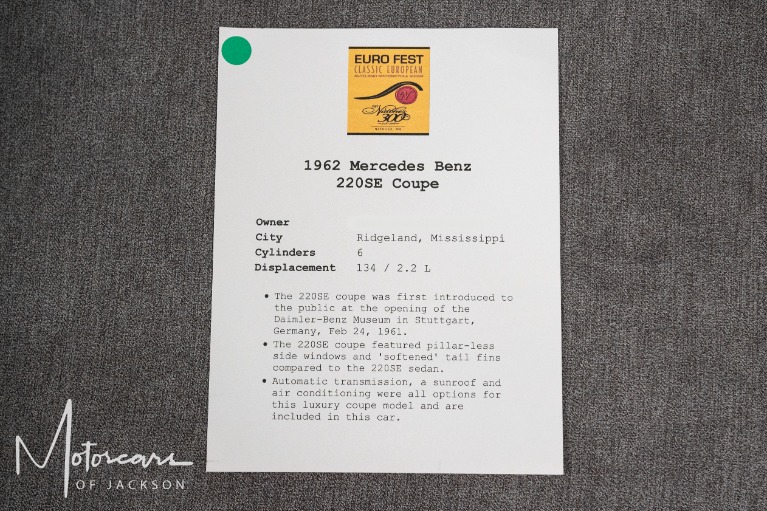 EURO FEST
CLASSIC EUROPEAN
Natchez
300
1962 Mercedes Benz
220SE Coupe
Owner
City Ridgeland, Mississippi
Cylinders 6
Displacement 134 / 2.2 L
• The 220SE coupe was first introduced to
the public at the opening of the
Daimler-Benz Museum in Stuttgart,
Germany, Feb 24, 1961.
• The 220SE coupe featured pillar-less
side windows and 'softened' tail fins
compared to the 220SE sedan.
• Automatic transmission, a sunroof and
air conditioning were all options for
this luxury coupe model and are
included in this car.
Motorcars
OF JACKSON